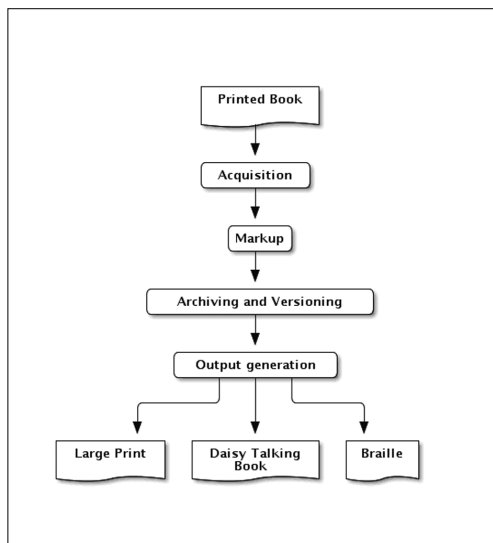 Printed Book
Acquisition
Markup
Archiving and Versioning
Output generation
Large Print
Daisy Talking
Book
Braille